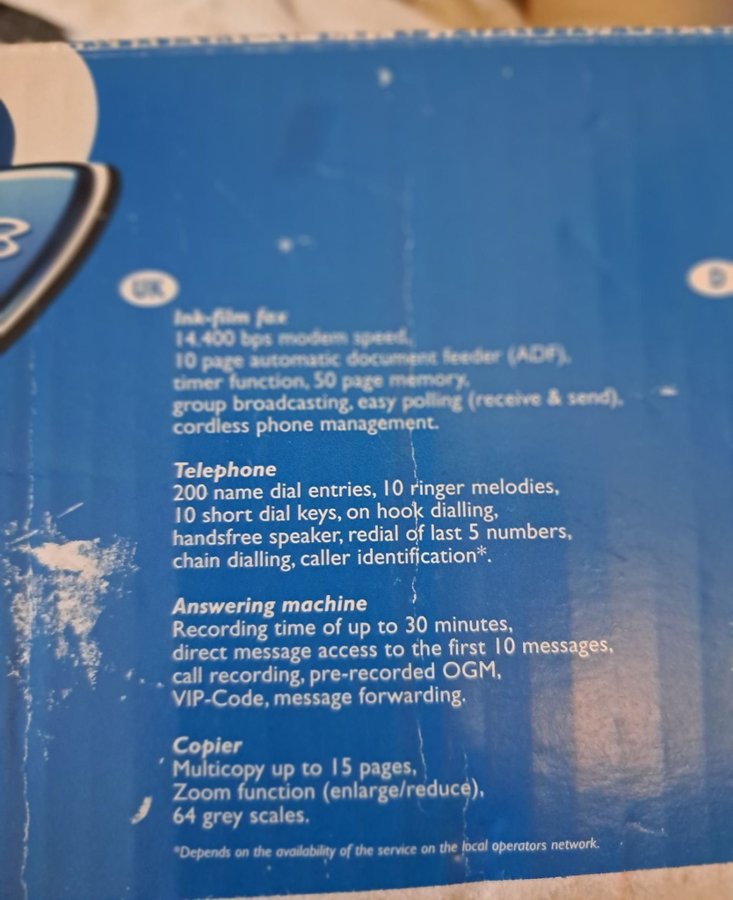 UK
D
Ink-film fax
14.400 bps modem speed,
10 page automatic document feeder (ADF),
timer function, 50 page memory,
group broadcasting, easy polling (receive & send),
cordless phone management.
Telephone
200 name dial entries, 10 ringer melodies,
10 short dial keys, on hook dialling,
handsfree speaker, redial of last 5 numbers,
chain dialling, caller identification*.
Answering machine
Recording time of up to 30 minutes,
direct message access to the first 10 messages,
call recording, pre-recorded OGM,
VIP-Code, message forwarding.
Copier
Multicopy up to 15 pages,
Zoom function (enlarge/reduce),
64 grey scales.
*Depends on the availability of the service on the local operators network.